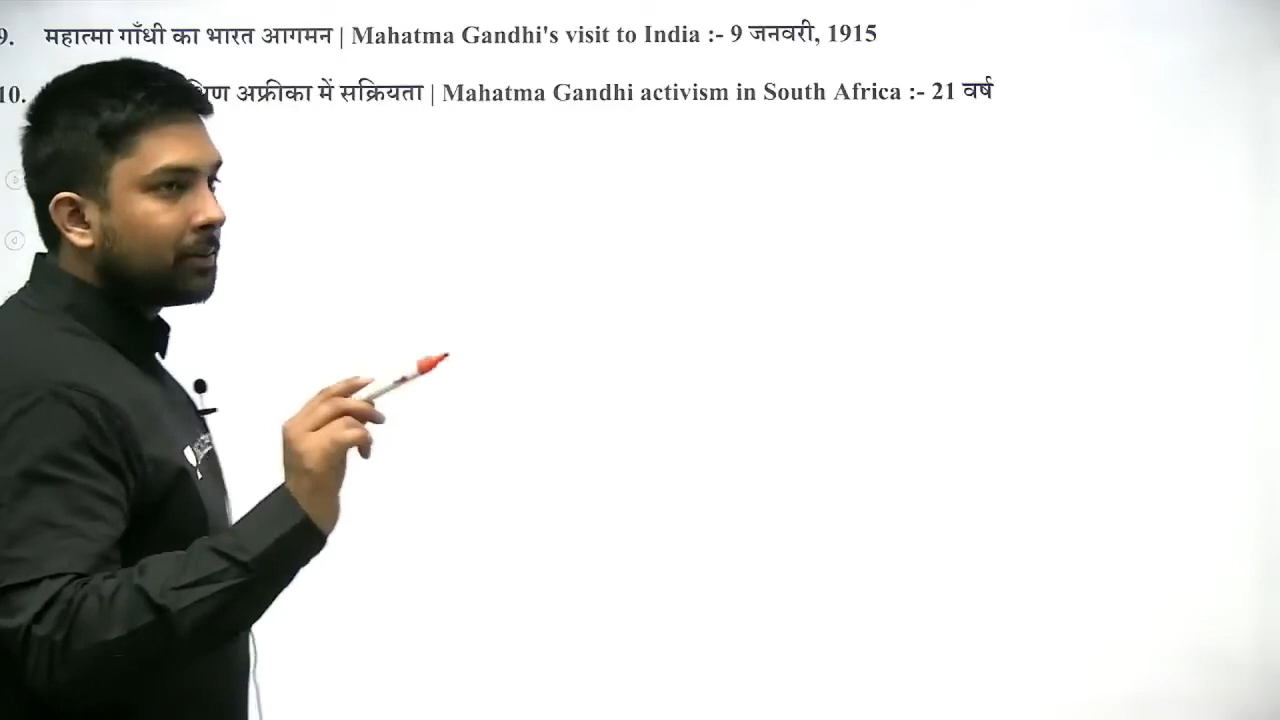 9. महात्मा गाँधी का भारत आगमन | Mahatma Gandhi's visit to India :- 9 जनवरी, 1915
10. अफ्रीका में सक्रियता | Mahatma Gandhi activism in South Africa :- 21 वर्ष